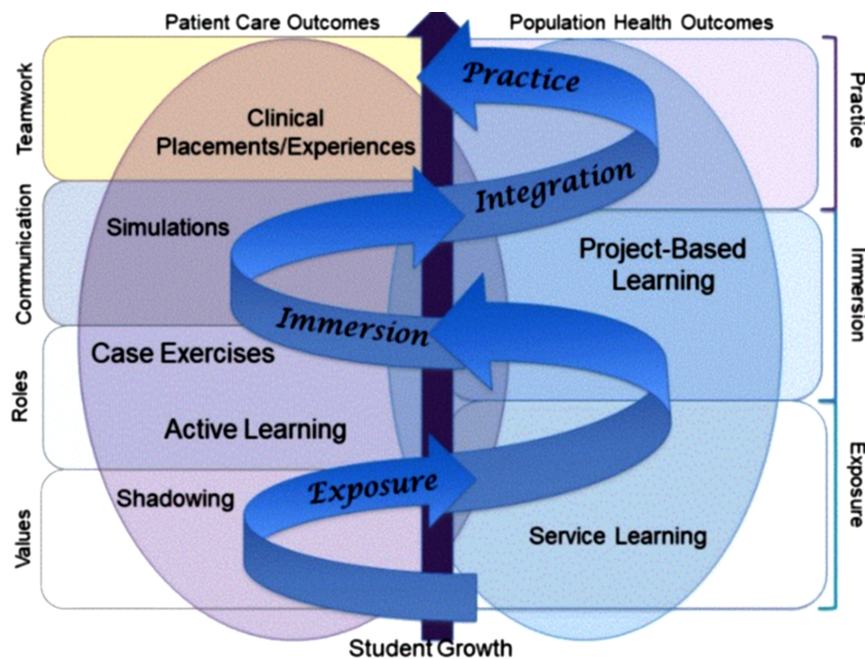 Patient Care Outcomes
Population Health Outcomes
Teamwork
Communication
Roles
Values
Practice
Clinical
Placements/Experiences
Integration
Simulations
Project-Based
Learning
Immersion
Case Exercises
Active Learning
Exposure
Shadowing
Service Learning
Practice
Immersion
Exposure
Student Growth